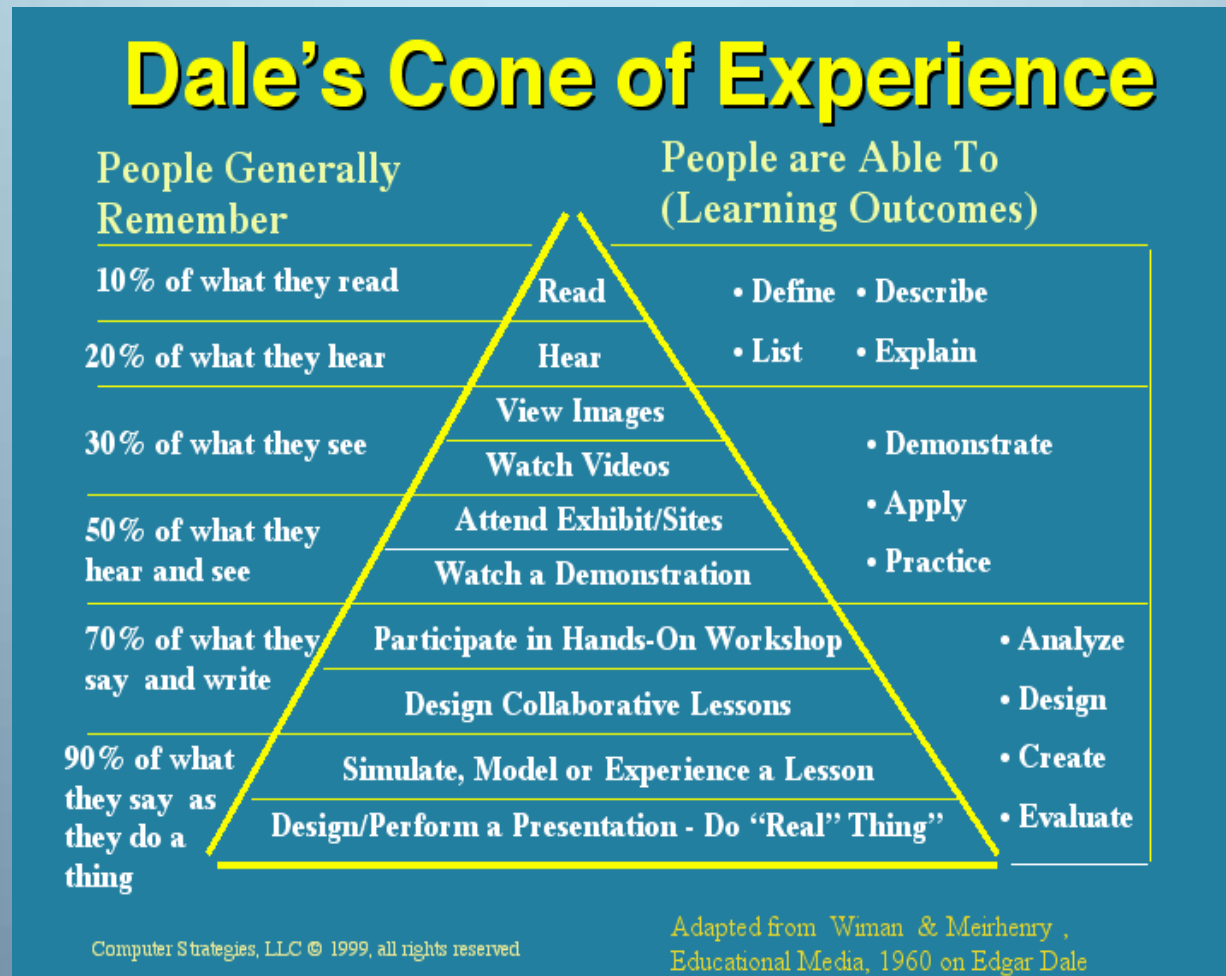 Dale's Cone of Experience
People Generally
Remember
People are Able To
(Learning Outcomes)
10% of what they read
Read
• Define • Describe
20% of what they hear
Hear
• List • Explain
30% of what they see
View Images
Watch Videos
• Demonstrate
• Apply
• Practice
50% of what they
hear and see
Attend Exhibit/Sites
Watch a Demonstration
70% of what they
say and write
Participate in Hands-On Workshop
Design Collaborative Lessons
• Analyze
• Design
• Create
• Evaluate
90% of what
they say as
they do a
thing
Simulate, Model or Experience a Lesson
Design/Perform a Presentation - Do “Real” Thing”
Computer Strategies, LLC © 1999, all rights reserved
Adapted from Wiman & Meirhenry ,
Educational Media, 1960 on Edgar Dale